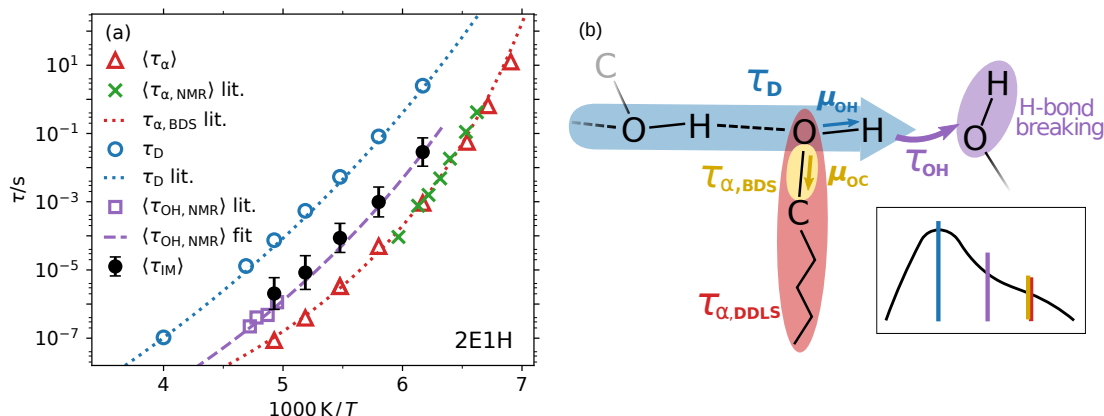 (a)
⟨τα⟩
⟨τα,NMR⟩ lit.
τα,BDS lit.
τD
τD lit.
⟨τOH,NMR⟩ lit.
⟨τOH,NMR⟩ fit
⟨τIM⟩
2E1H
τ/s
10¹
10⁻¹
10⁻³
10⁻⁵
10⁻⁷
4 5 6 7
1000 K / T
(b)
C
O H O H
τD
μOH
O
H
H-bond
breaking
τOH
τα,BDS
μOC
C
τα,DDLS